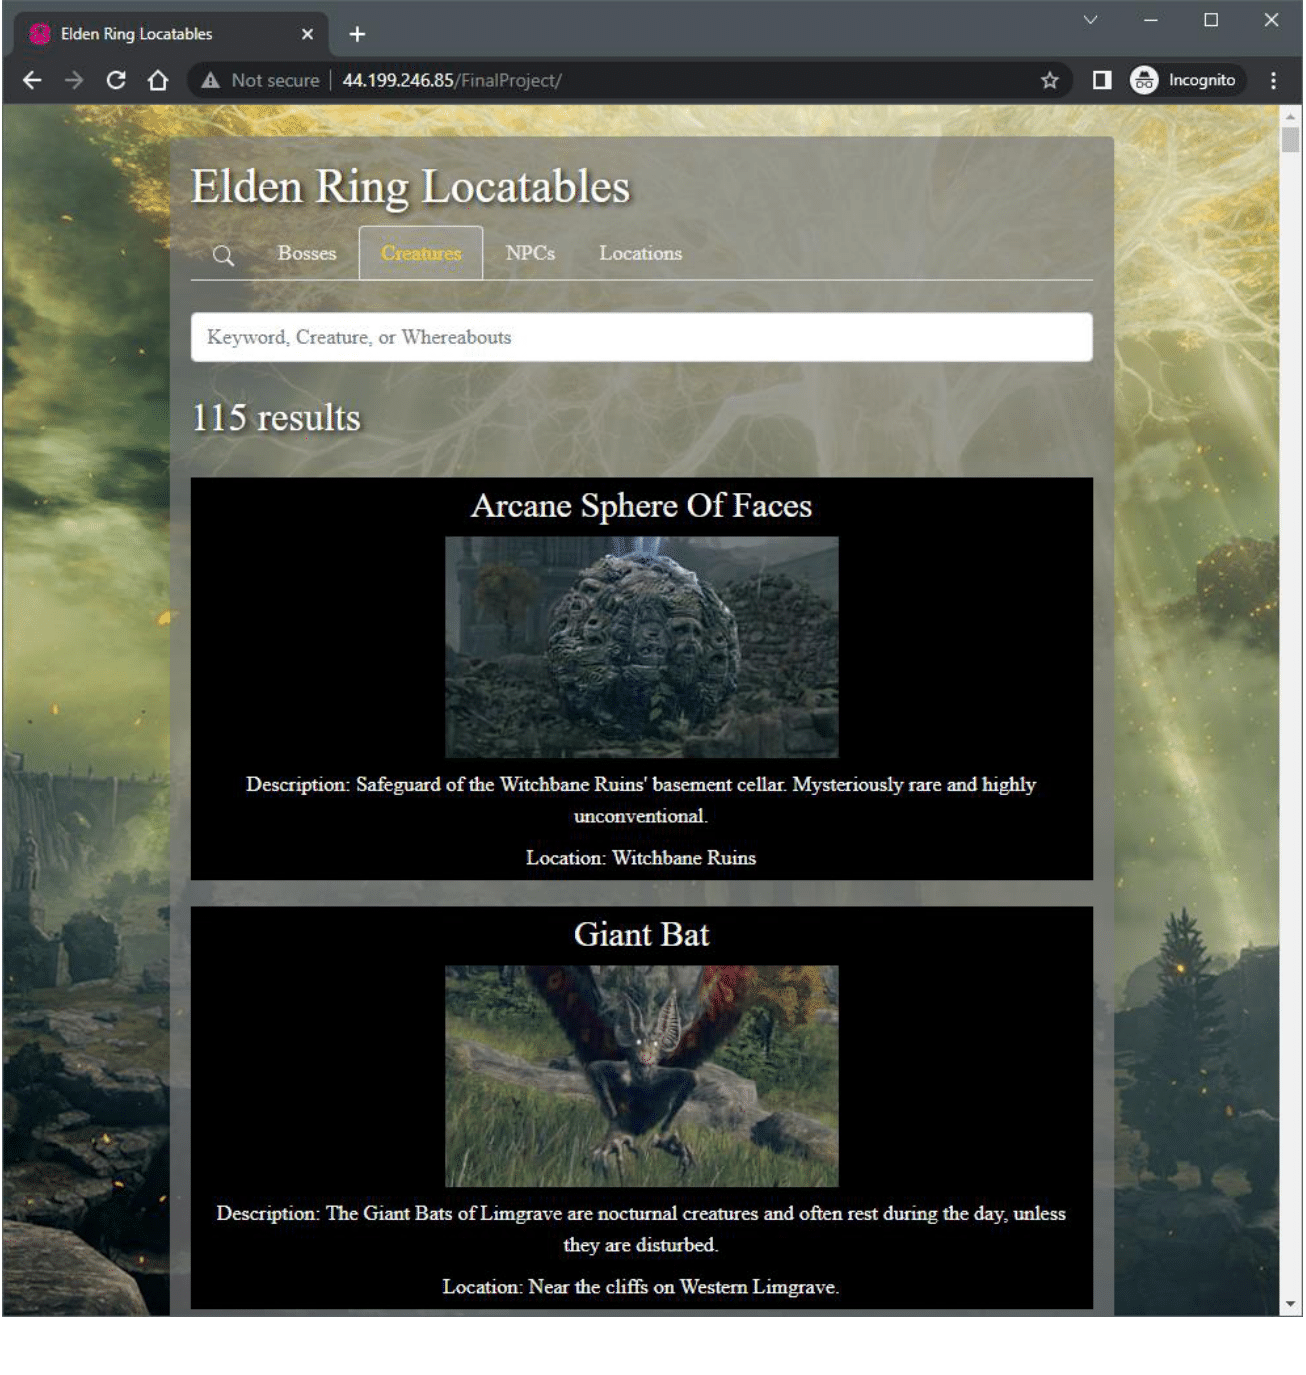 Elden Ring Locatables
Not secure | 44.199.246.85/FinalProject/
Incognito
Elden Ring Locatables
Bosses
Creatures
NPCs
Locations
Keyword, Creature, or Whereabouts
115 results
Arcane Sphere Of Faces
Description: Safeguard of the Witchbane Ruins' basement cellar. Mysteriously rare and highly
unconventional.
Location: Witchbane Ruins
Giant Bat
Description: The Giant Bats of Limgrave are nocturnal creatures and often rest during the day, unless
they are disturbed.
Location: Near the cliffs on Western Limgrave.